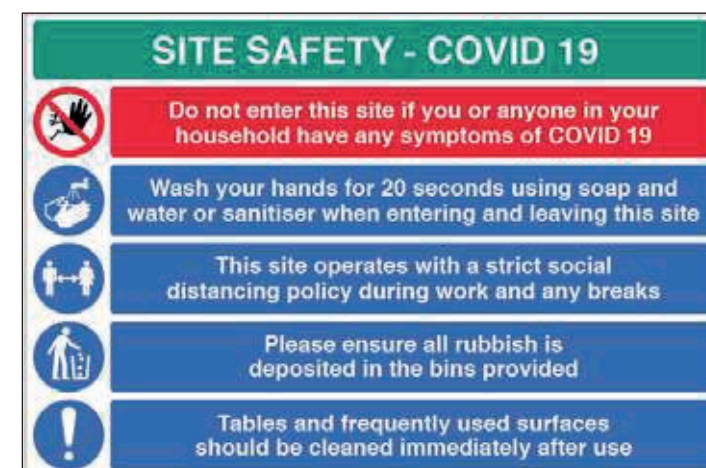 SITE SAFETY - COVID 19
Do not enter this site if you or anyone in your
household have any symptoms of COVID 19
Wash your hands for 20 seconds using soap and
water or sanitiser when entering and leaving this site
This site operates with a strict social
distancing policy during work and any breaks
Please ensure all rubbish is
deposited in the bins provided
Tables and frequently used surfaces
should be cleaned immediately after use